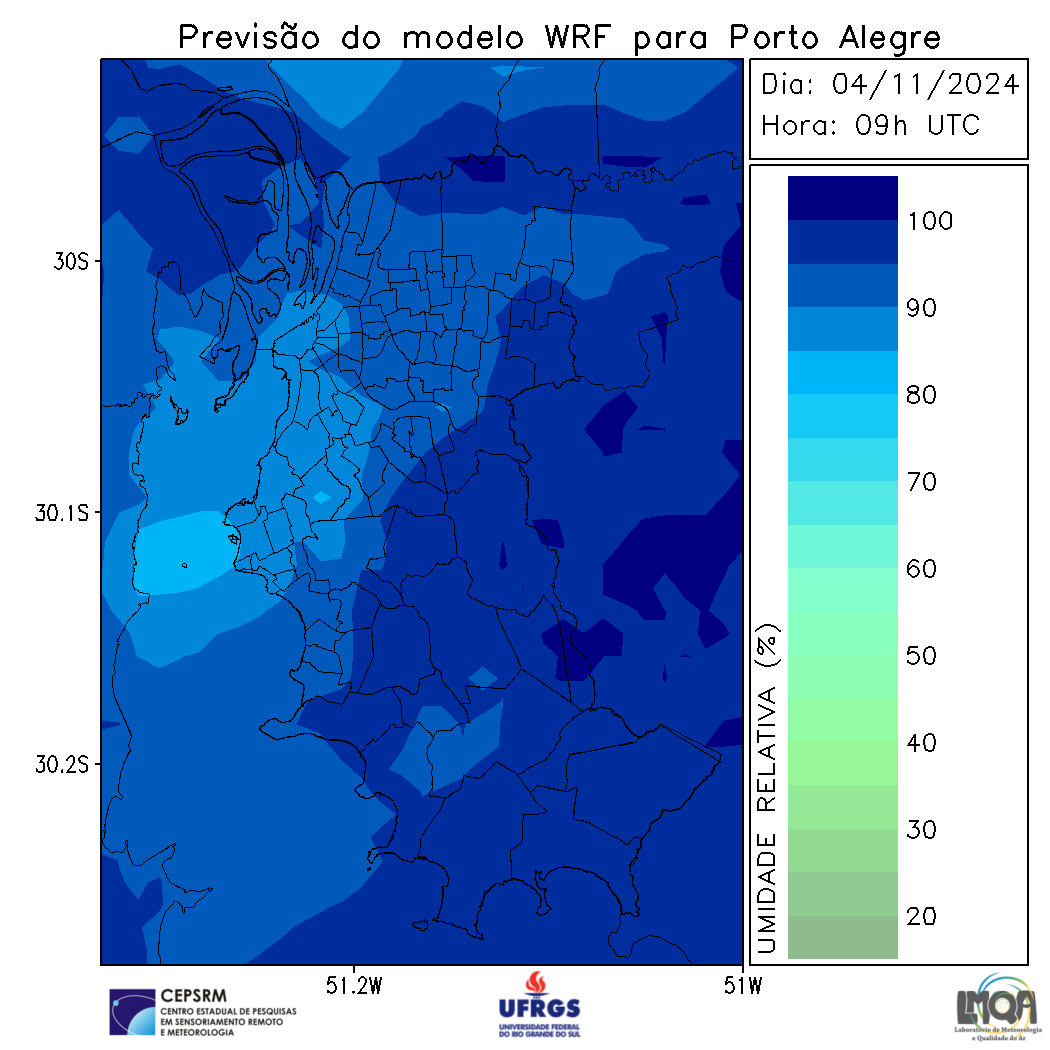 Previsão do modelo WRF para Porto Alegre
Dia: 04/11/2024
Hora: 09h UTC
100
90
80
70
60
50
40
30
20
UMIDADE RELATIVA (%)
30S
30.1S
30.2S
51.2W
51W
CEPSRM
CENTRO ESTADUAL DE PESQUISAS
EM SENSORIAMENTO REMOTO
E METEOROLOGIA
UFRGS
UNIVERSIDADE FEDERAL
DO RIO GRANDE DO SUL
LMQA
Laboratório de Meteorologia
e Qualidade do Ar